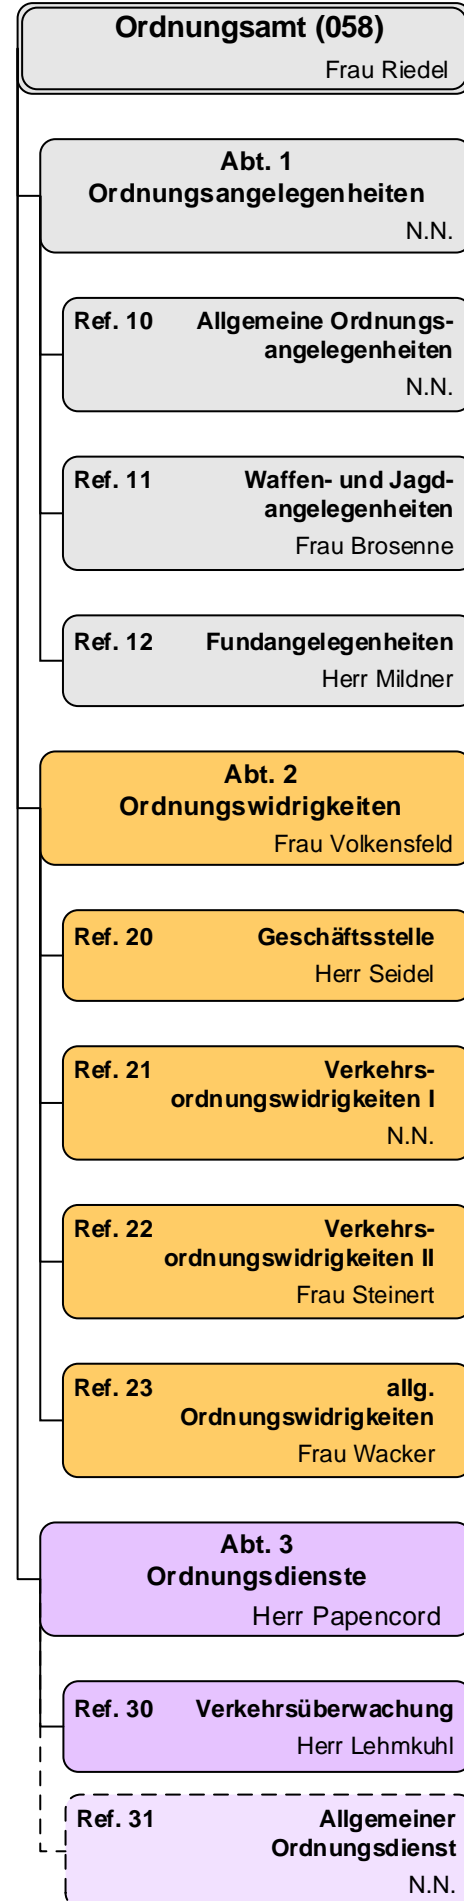 Ordnungsamt (058)
Frau Riedel
Abt. 1
Ordnungsangelegenheiten
N.N.
Ref. 10 Allgemeine Ordnungs-
angelegenheiten
N.N.
Ref. 11 Waffen- und Jagd-
angelegenheiten
Frau Brosenne
Ref. 12 Fundangelegenheiten
Herr Mildner
Abt. 2
Ordnungswidrigkeiten
Frau Volkensfeld
Ref. 20 Geschäftsstelle
Herr Seidel
Ref. 21 Verkehrs-
ordnungswidrigkeiten I
N.N.
Ref. 22 Verkehrs-
ordnungswidrigkeiten II
Frau Steinert
Ref. 23 allg.
Ordnungswidrigkeiten
Frau Wacker
Abt. 3
Ordnungsdienste
Herr Papencord
Ref. 30 Verkehrsüberwachung
Herr Lehmkuhl
Ref. 31 Allgemeiner
Ordnungsdienst
N.N.